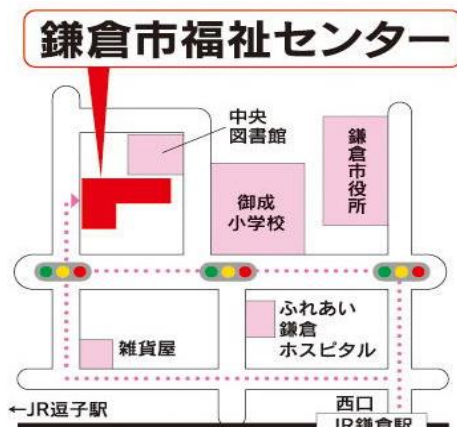 鎌倉市福祉センター
中央
図書館
鎌倉市役所
御成
小学校
ふれあい
鎌倉
ホスピタル
雑貨屋
←JR逗子駅
西口
JR鎌倉駅